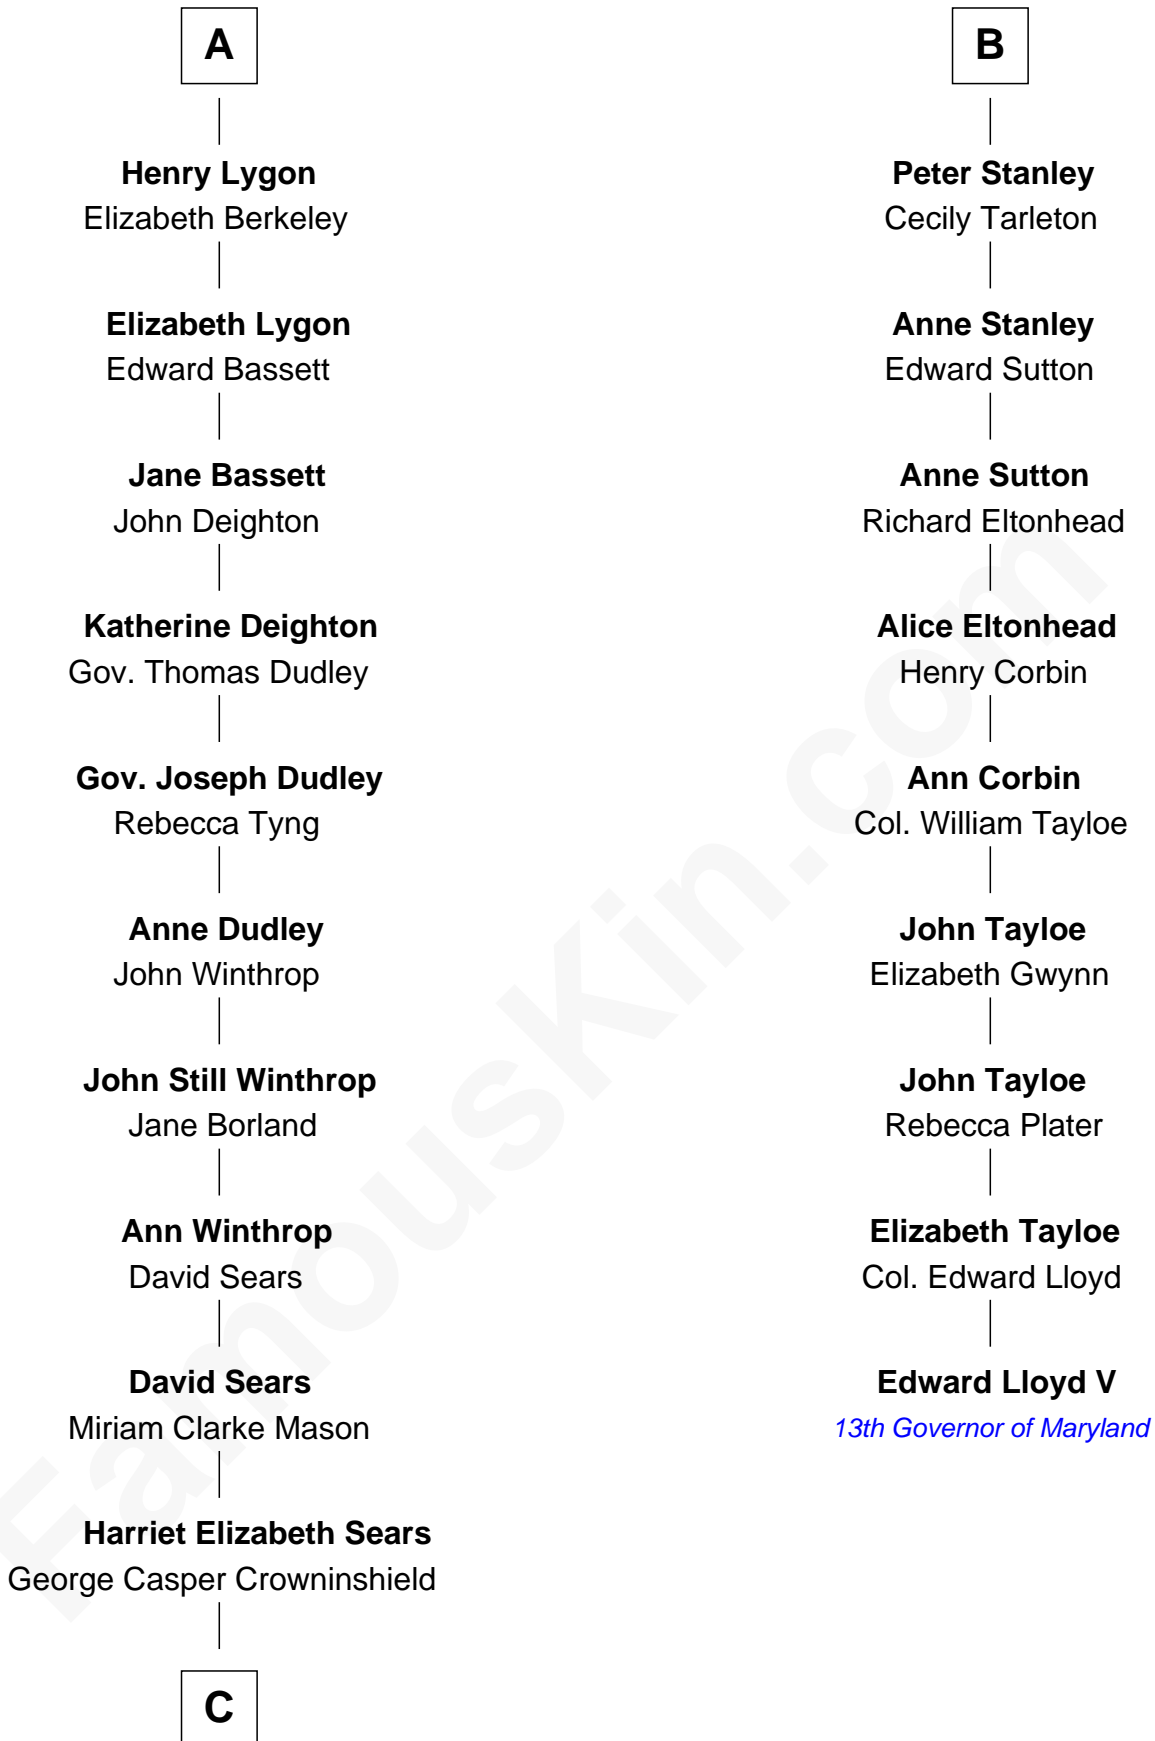 A
Henry Lygon
Elizabeth Berkeley
Elizabeth Lygon
Edward Bassett
Jane Bassett
John Deighton
Katherine Deighton
Gov. Thomas Dudley
Gov. Joseph Dudley
Rebecca Tyng
Anne Dudley
John Winthrop
John Still Winthrop
Jane Borland
Ann Winthrop
David Sears
David Sears
Miriam Clarke Mason
Harriet Elizabeth Sears
George Casper Crowninshield
C
B
Peter Stanley
Cecily Tarleton
Anne Stanley
Edward Sutton
Anne Sutton
Richard Eltonhead
Alice Eltonhead
Henry Corbin
Ann Corbin
Col. William Tayloe
John Tayloe
Elizabeth Gwynn
John Tayloe
Rebecca Plater
Elizabeth Tayloe
Col. Edward Lloyd
Edward Lloyd V
13th Governor of Maryland
FamousKin.com